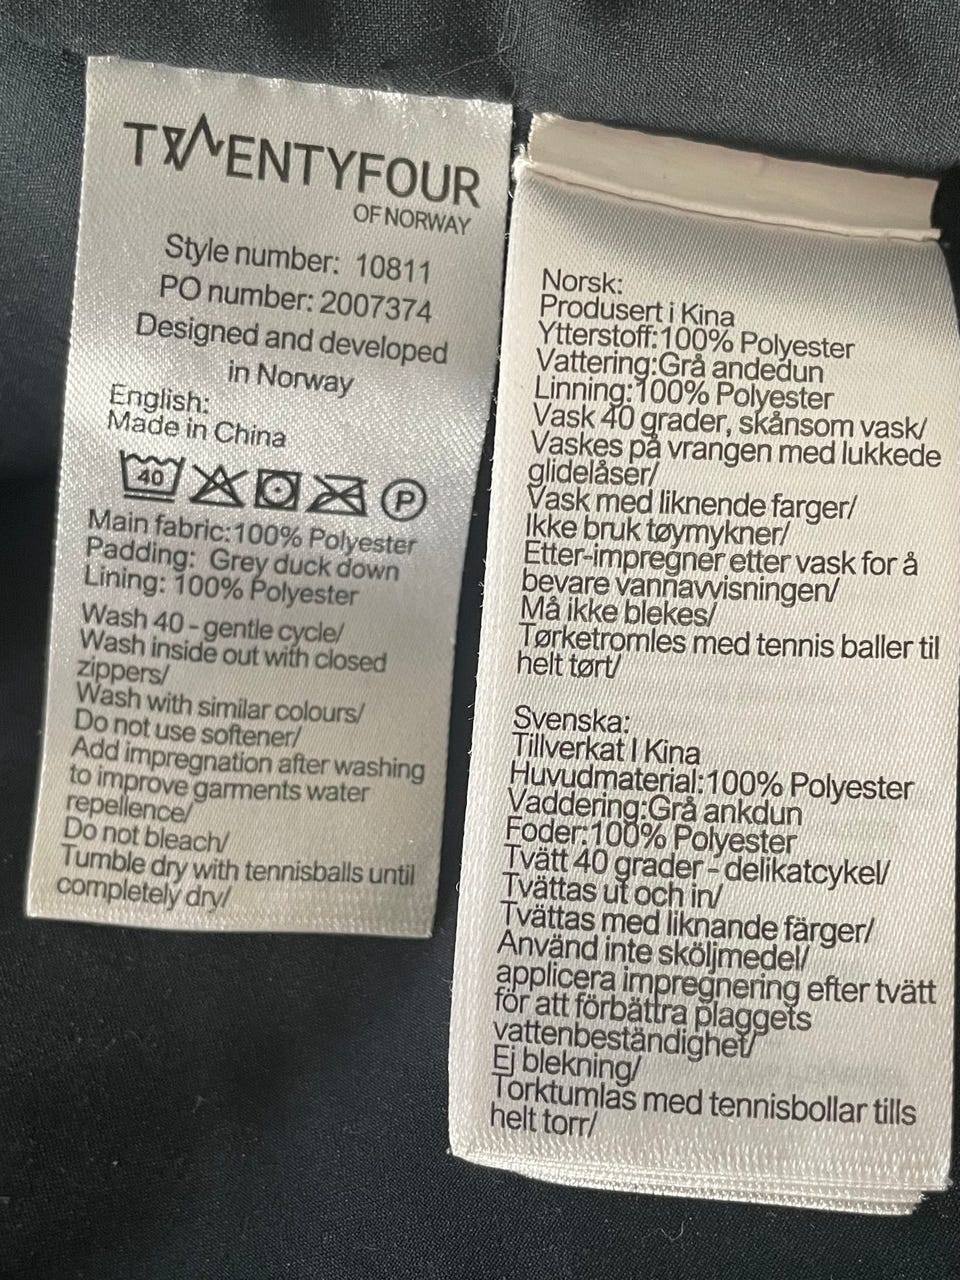 TWENTYFOUR
OF NORWAY
Style number: 10811
PO number: 2007374
Designed and developed
in Norway
English:
Made in China
40
P
Main fabric:100% Polyester
Padding: Grey duck down
Lining: 100% Polyester
Wash 40 - gentle cycle/
Wash inside out with closed
zippers/
Wash with similar colours/
Do not use softener/
Add impregnation after washing
to improve garments water
repellence/
Do not bleach/
Tumble dry with tennisballs until
completely dry/
Norsk:
Produsert i Kina
Ytterstoff:100% Polyester
Vattering:Grå andedun
Linning:100% Polyester
Vask 40 grader, skånsom vask/
Vaskes på vrangen med lukkede
glidelåser/
Vask med liknende farger/
Ikke bruk tøymykner/
Etter-impregner etter vask for å
bevare vannavvisningen/
Må ikke blekes/
Tørketromles med tennis baller til
helt tørt/
Svenska:
Tillverkat I Kina
Huvudmaterial:100% Polyester
Vaddering:Grå ankdun
Foder:100% Polyester
Tvätt 40 grader - delikatcykel/
Tvättas ut och in/
Tvättas med liknande färger/
Använd inte sköljmedel/
applicera impregnering efter tvätt
för att förbättra plaggets
vattenbeständighet/
Ej blekning/
Torktumlas med tennisbollar tills
helt torr/